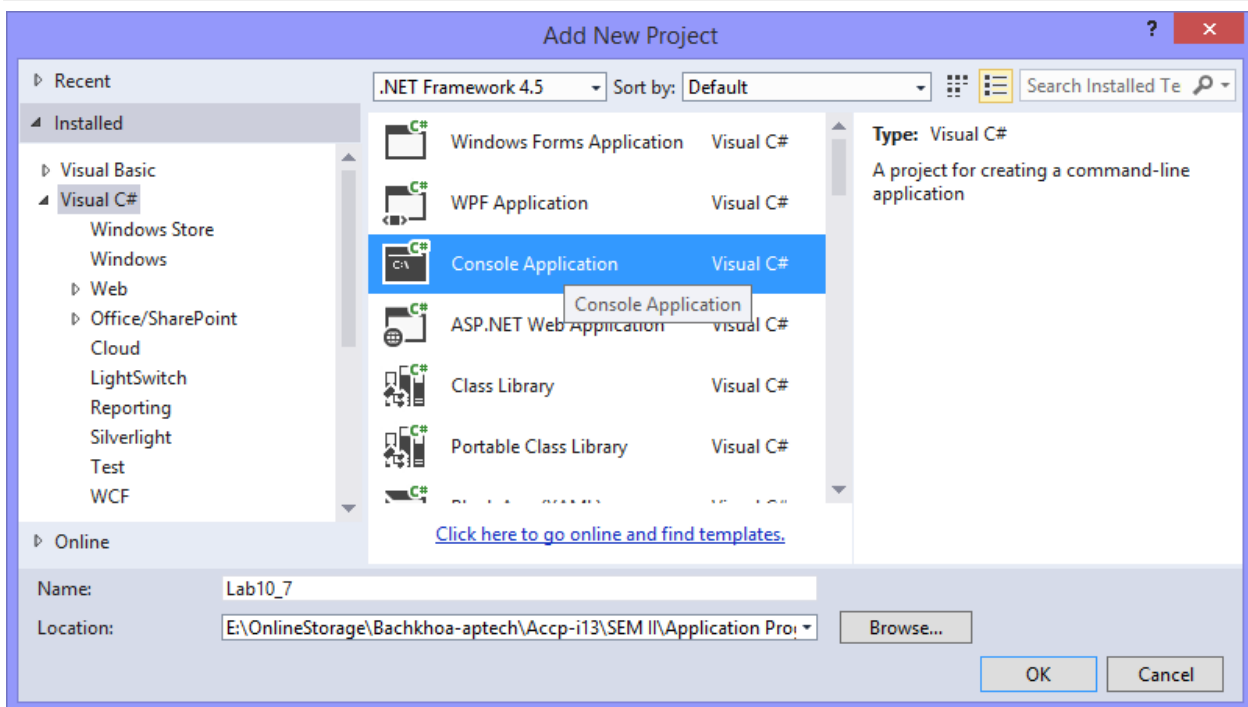 Add New Project
?
Recent
.NET Framework 4.5
Sort by:
Default
Search Installed Te
Installed
Visual Basic
Visual C#
Windows Store
Windows
Web
Office/SharePoint
Cloud
LightSwitch
Reporting
Silverlight
Test
WCF
Online
C#
Windows Forms Application Visual C#
C#
WPF Application Visual C#
C#
C:\
Console Application Visual C#
Console Application
C#
ASP.NET Web Application Visual C#
C#
Class Library Visual C#
C#
Portable Class Library Visual C#
C#
Click here to go online and find templates.
Type: Visual C#
A project for creating a command-line
application
Name: Lab10_7
Location: E:\OnlineStorage\Bachkhoa-aptech\Accp-i13\SEM II\Application
Browse...
OK Cancel